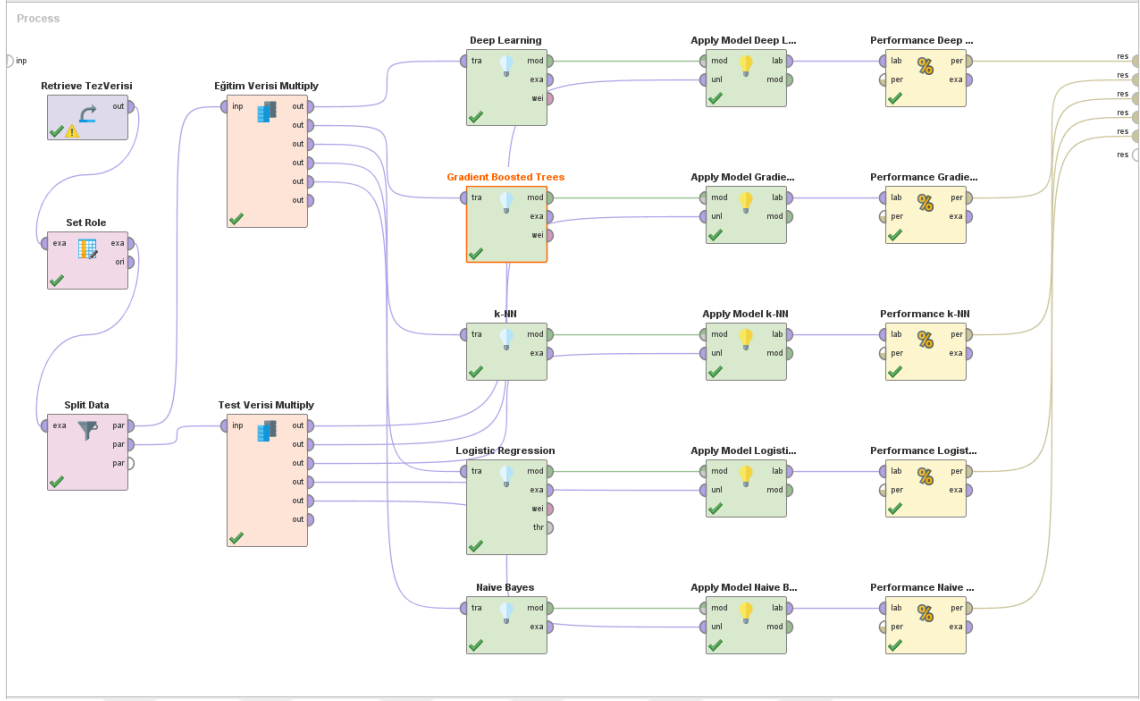 Process
inp
Retrieve TezVerisi
out
Set Role
exa exa
ori
Split Data
exa par
par
par
Eğitim Verisi Multiply
inp out
out
out
out
out
out
Test Verisi Multiply
inp out
out
out
out
out
out
Deep Learning
tra mod
exa
wei
Gradient Boosted Trees
tra mod
exa
wei
k-NN
tra mod
exa
Logistic Regression
tra mod
exa
wei
thr
Naive Bayes
tra mod
exa
Apply Model Deep L...
mod lab
unl mod
Apply Model Gradie...
mod lab
unl mod
Apply Model k-NN
mod lab
unl mod
Apply Model Logisti...
mod lab
unl mod
Apply Model Naive B...
mod lab
unl mod
Performance Deep ...
% lab per
per exa
Performance Gradie...
% lab per
per exa
Performance k-NN
% lab per
per exa
Performance Logist...
% lab per
per exa
Performance Naive ...
% lab per
per exa
res
res
res
res
res
res